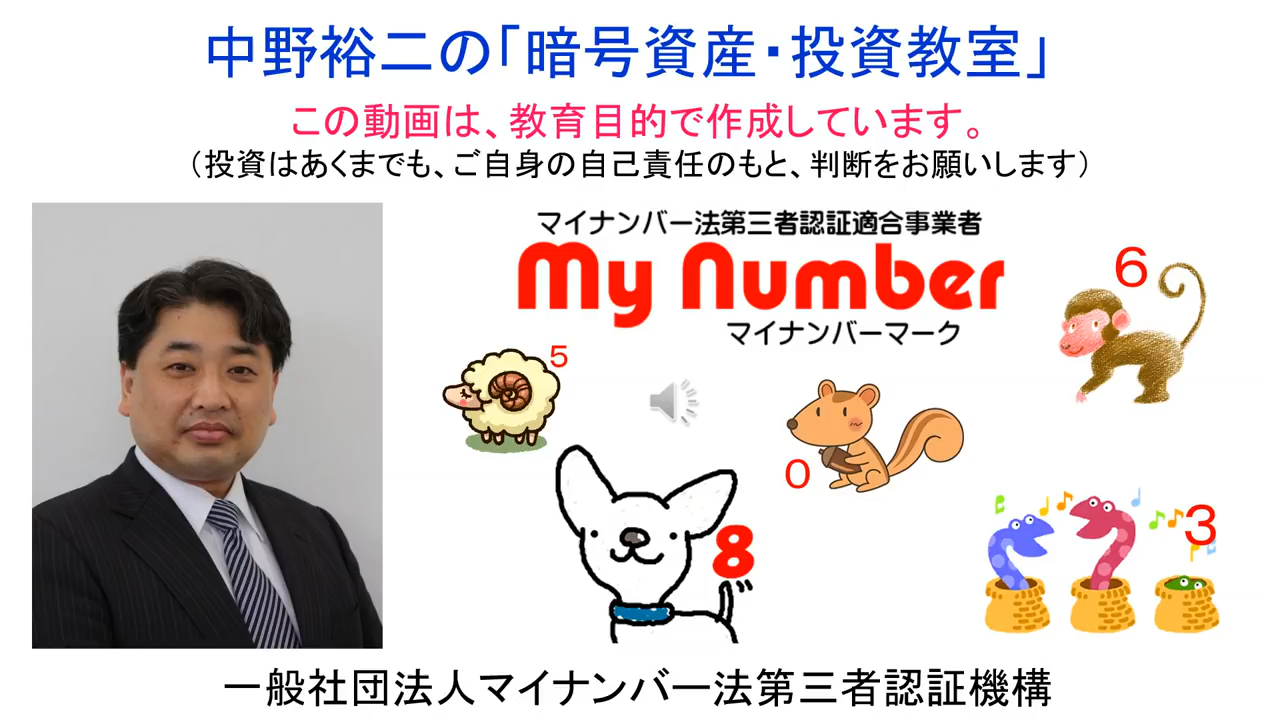 中野裕二の「暗号資産・投資教室」
この動画は、教育目的で作成しています。
（投資はあくまでも、ご自身の自己責任のもと、判断をお願いします）
マイナンバー法第三者認証適合事業者
My Number
マイナンバーマーク
6
5
0
3
8
一般社団法人マイナンバー法第三者認証機構